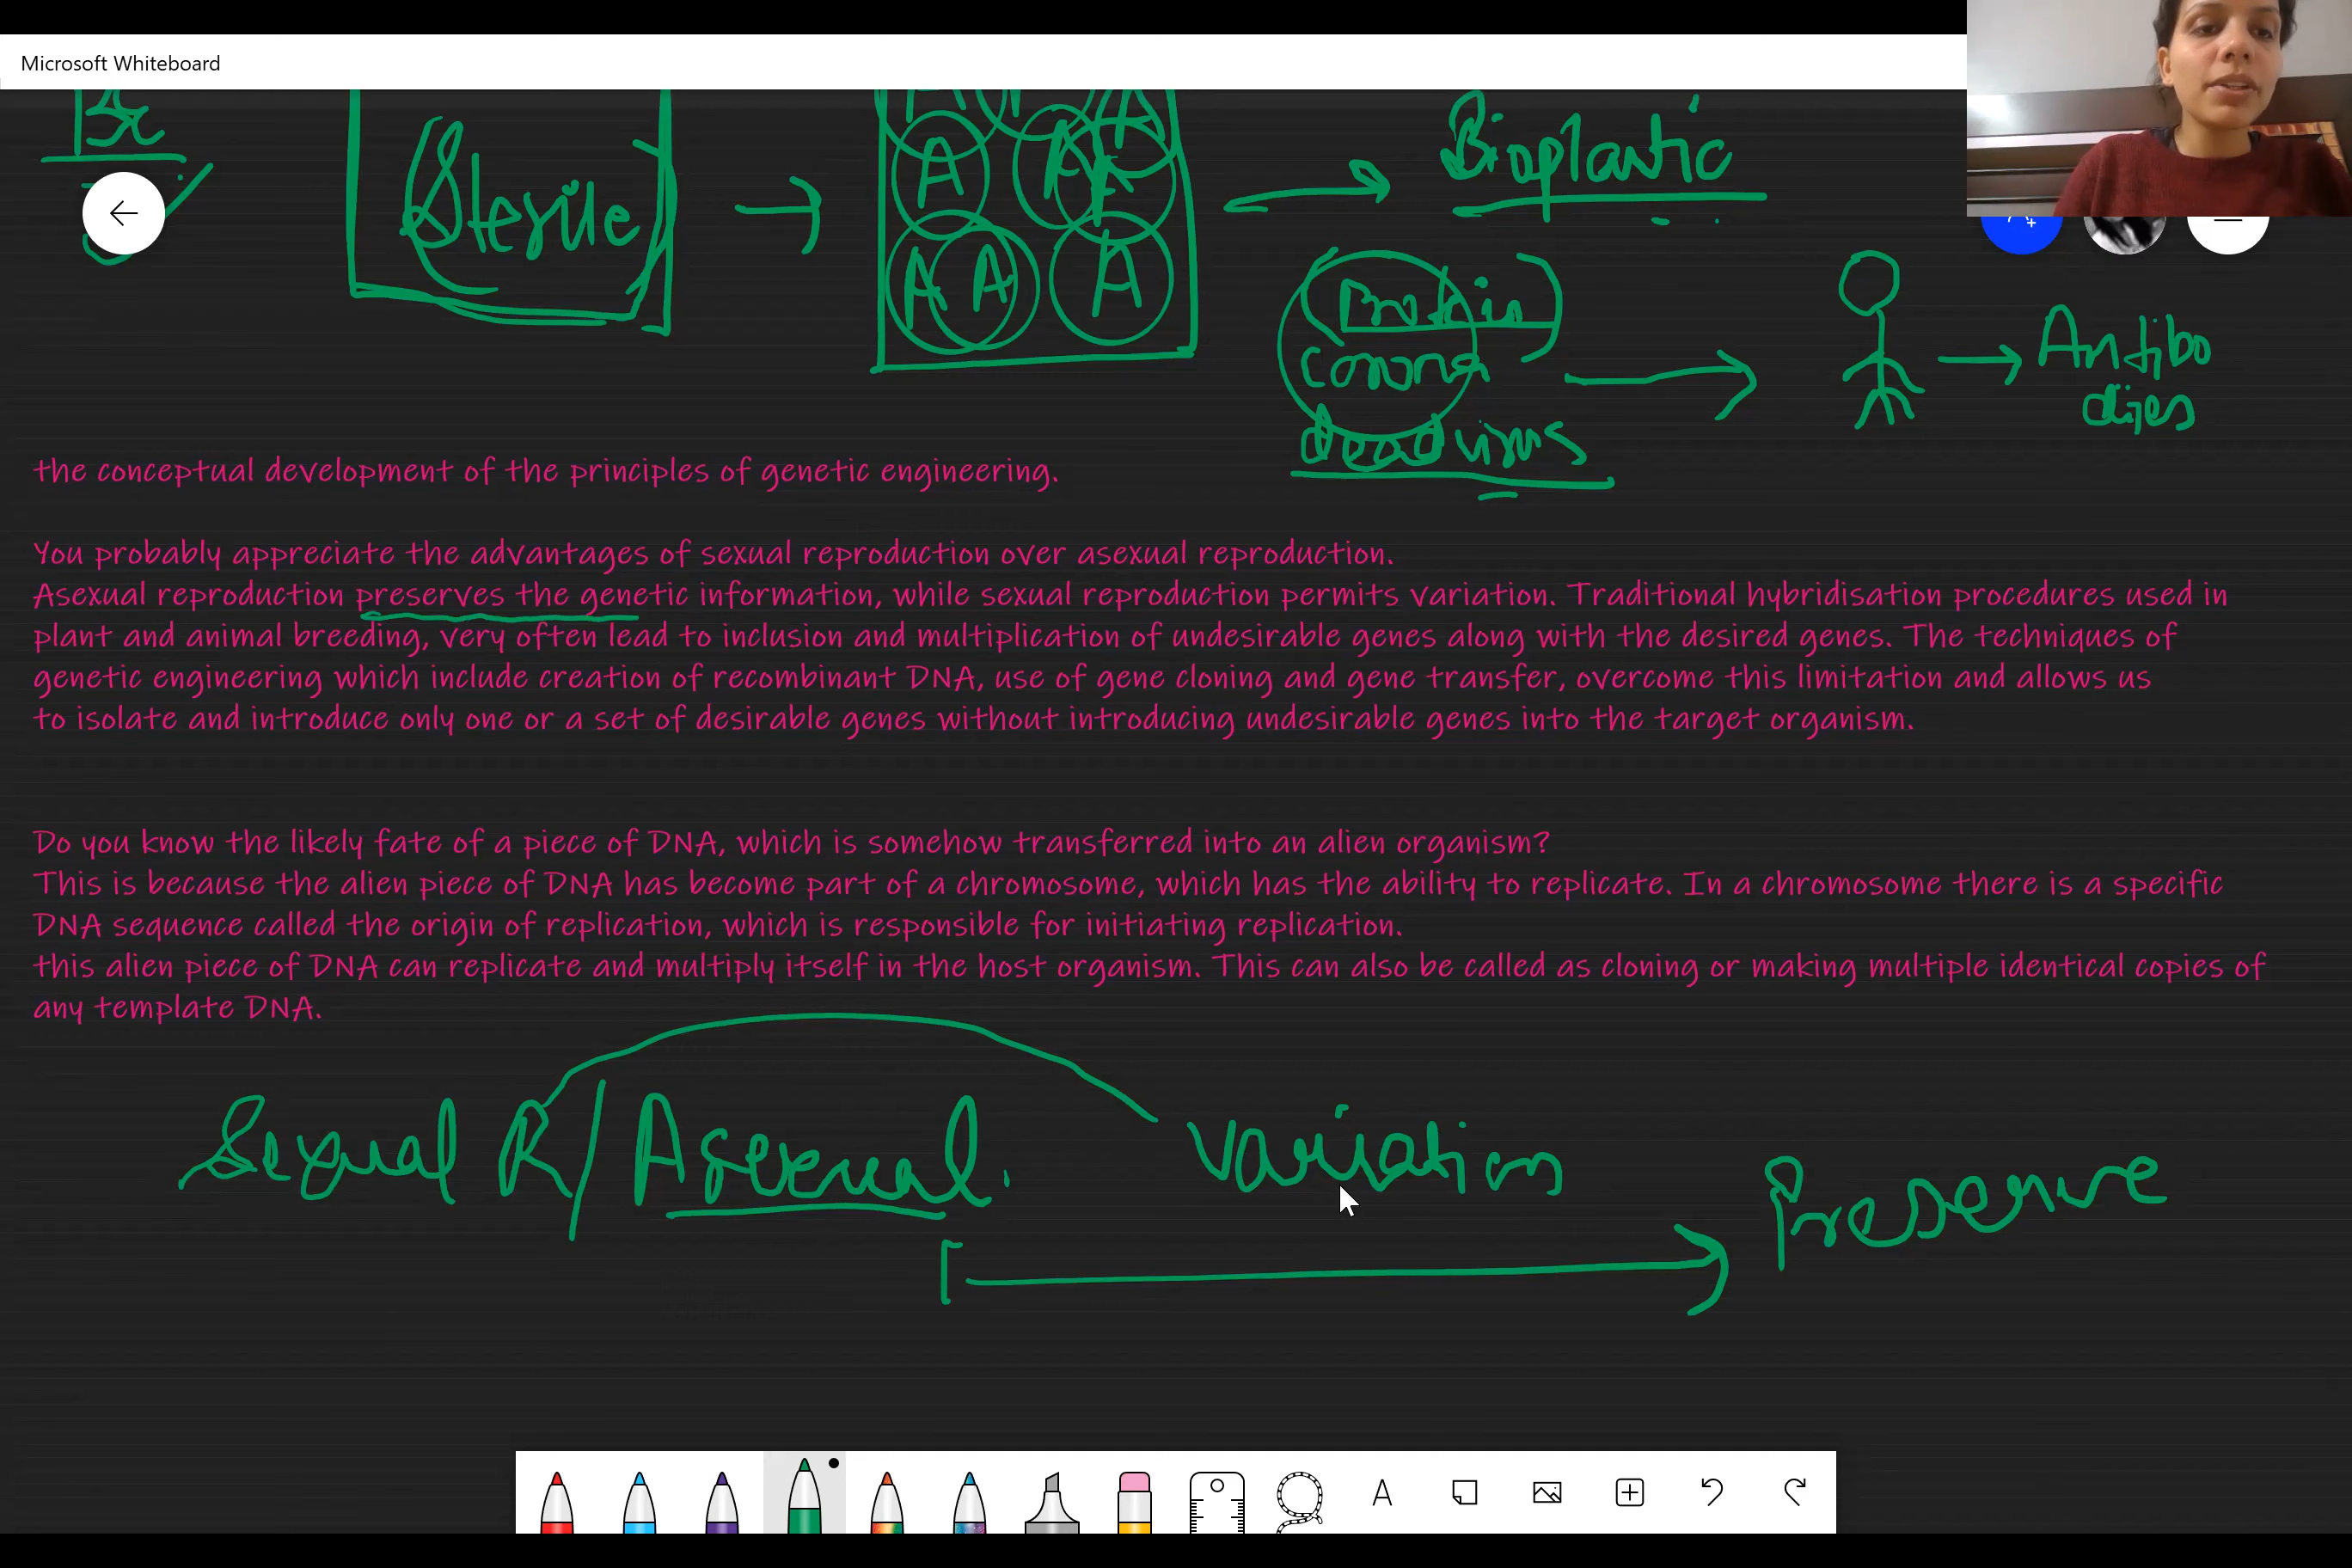 Microsoft Whiteboard
Sterile
A
A
A
A
A
Bioplastic
Protein
corona
dead virus
Antibo
dies
the conceptual development of the principles of genetic engineering.
You probably appreciate the advantages of sexual reproduction over asexual reproduction.
Asexual reproduction preserves the genetic information, while sexual reproduction permits variation. Traditional hybridisation procedures used in
plant and animal breeding, very often lead to inclusion and multiplication of undesirable genes along with the desired genes. The techniques of
genetic engineering which include creation of recombinant DNA, use of gene cloning and gene transfer, overcome this limitation and allows us
to isolate and introduce only one or a set of desirable genes without introducing undesirable genes into the target organism.
Do you know the likely fate of a piece of DNA, which is somehow transferred into an alien organism?
This is because the alien piece of DNA has become part of a chromosome, which has the ability to replicate. In a chromosome there is a specific
DNA sequence called the origin of replication, which is responsible for initiating replication.
this alien piece of DNA can replicate and multiply itself in the host organism. This can also be called as cloning or making multiple identical copies of
any template DNA.
Sexual R/ Asexual.
variation
Preserve